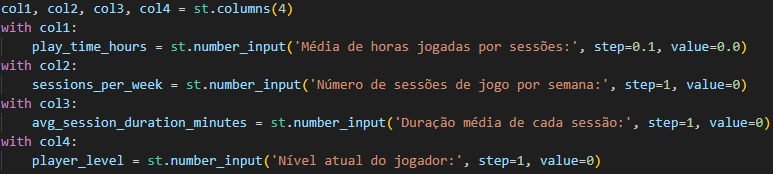 col1, col2, col3, col4 = st.columns(4)
with col1:
    play_time_hours = st.number_input('Média de horas jogadas por sessões:', step=0.1, value=0.0)
with col2:
    sessions_per_week = st.number_input('Número de sessões de jogo por semana:', step=1, value=0)
with col3:
    avg_session_duration_minutes = st.number_input('Duração média de cada sessão:', step=1, value=0)
with col4:
    player_level = st.number_input('Nível atual do jogador:', step=1, value=0)